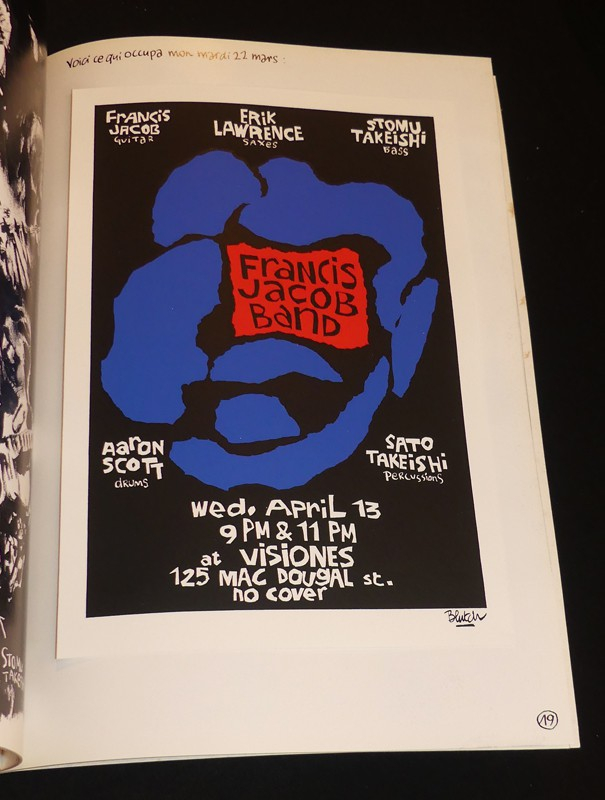 Voici ce qui occupa mon mardi 22 mars :
Francis
Jacob
guitar
Erik
Lawrence
saxes
Stomu
Takeishi
Bass
Francis
Jacob
Band
Aaron
Scott
drums
Sato
Takeishi
Percussions
Wed. April 13
9 PM & 11 PM
at Visiones
125 Mac Dougal St.
no cover
Blutch
19
Stomu